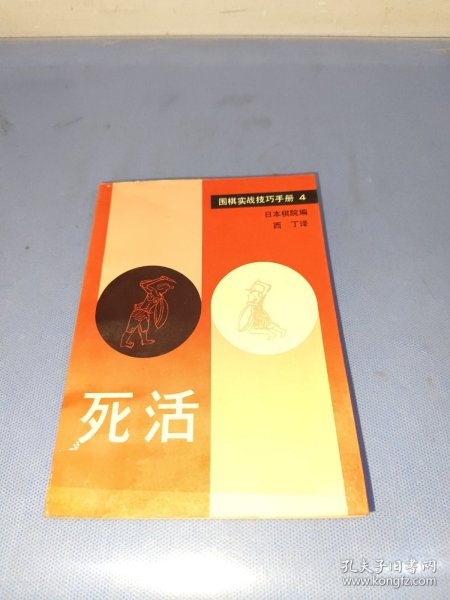 围棋实战技巧手册 4
日本棋院编
西 丁译
死活
孔夫子旧书网
www.kongfz.com